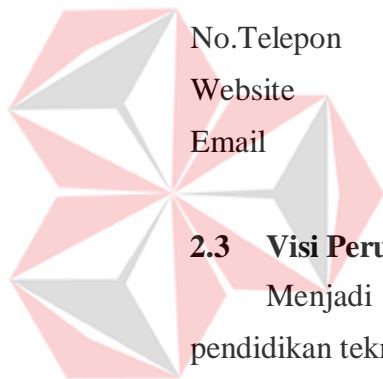 No.Telepon
Website
Email
2.3 Visi Peru
Menjadi
pendidikan tekn